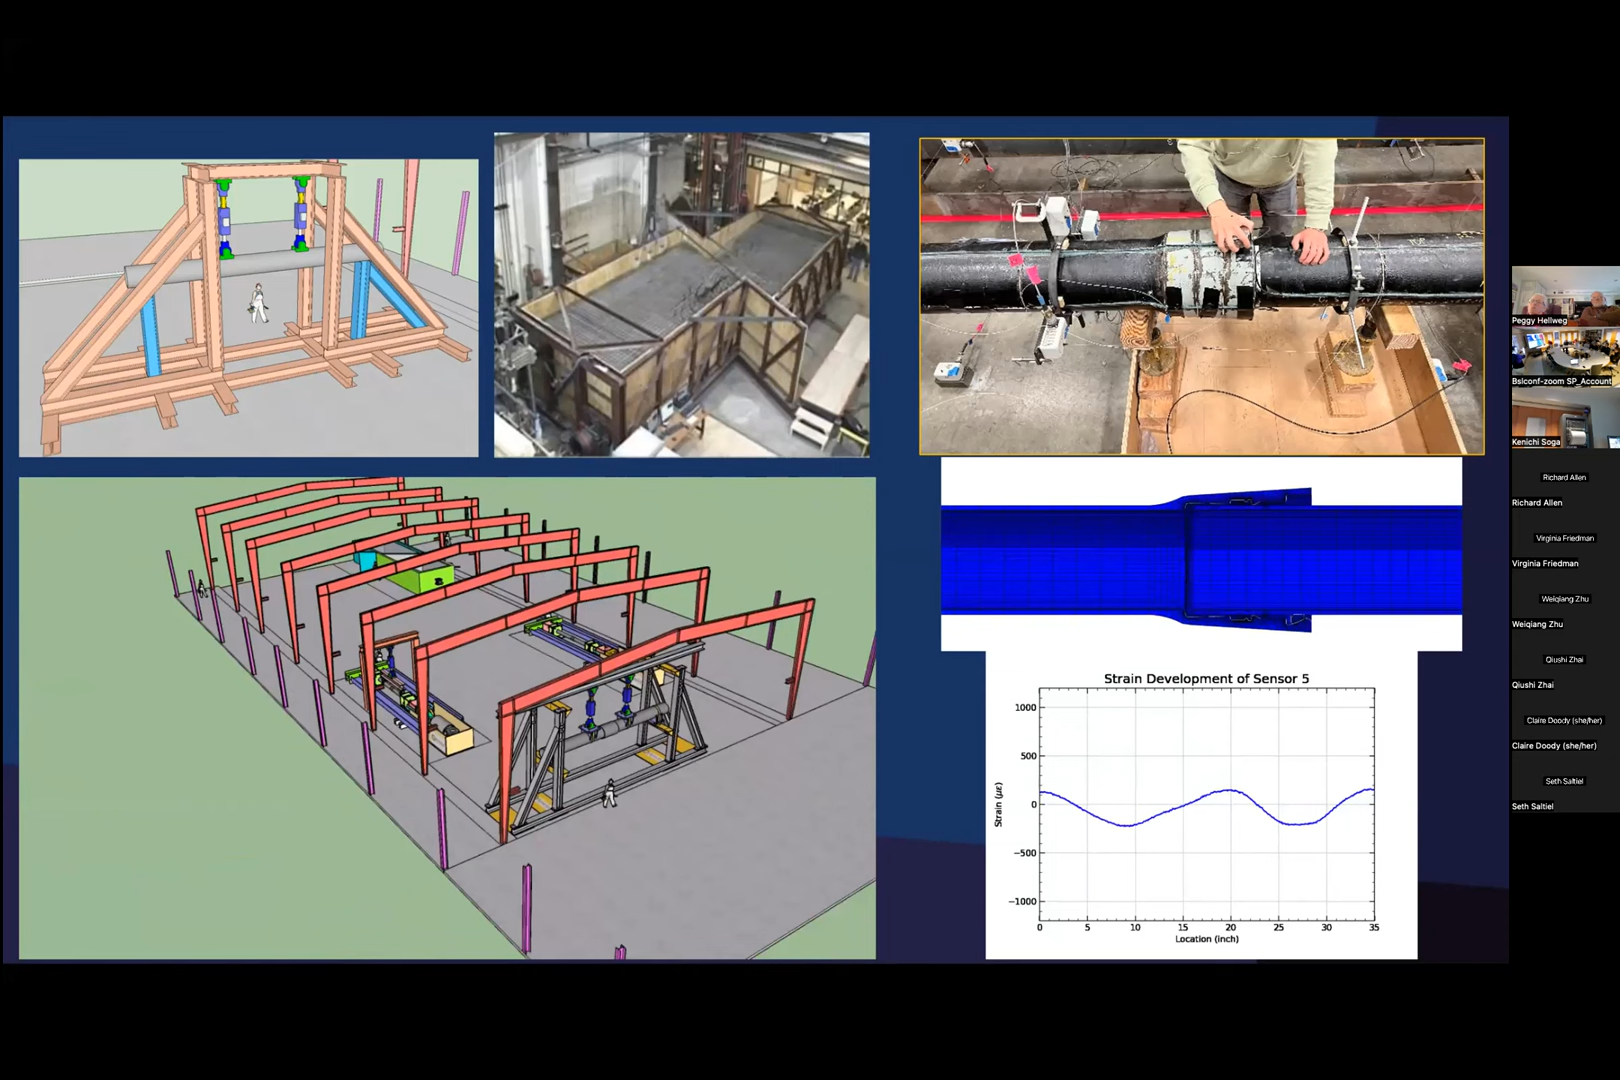 Strain Development of Sensor 5
1000
500
0
−500
−1000
Strain (με)
0 5 10 15 20 25 30 35
Location (inch)
Peggy Hellweg
Bslconf-zoom SP_Account
Kenichi Soga
Richard Allen
Richard Allen
Virginia Friedman
Virginia Friedman
Weiqiang Zhu
Weiqiang Zhu
Qiushi Zhai
Qiushi Zhai
Claire Doody (she/her)
Claire Doody (she/her)
Seth Saltiel
Seth Saltiel